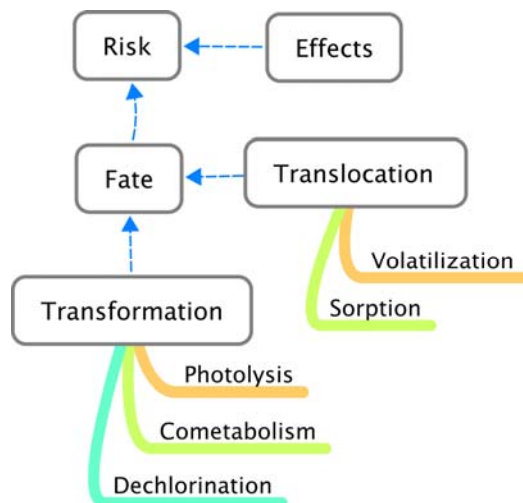 Risk
Effects
Fate
Translocation
Volatilization
Sorption
Transformation
Photolysis
Cometabolism
Dechlorination